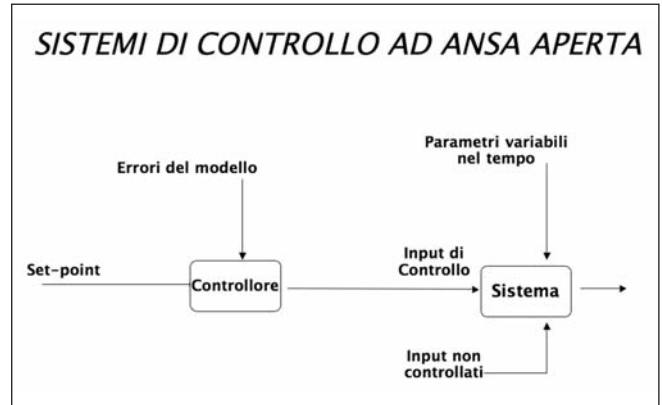 SISTEMI DI CONTROLLO AD ANSA APERTA
Parametri variabili
nel tempo
Errori del modello
Set-point
Controllore
Input di
Controllo
Sistema
Input non
controllati